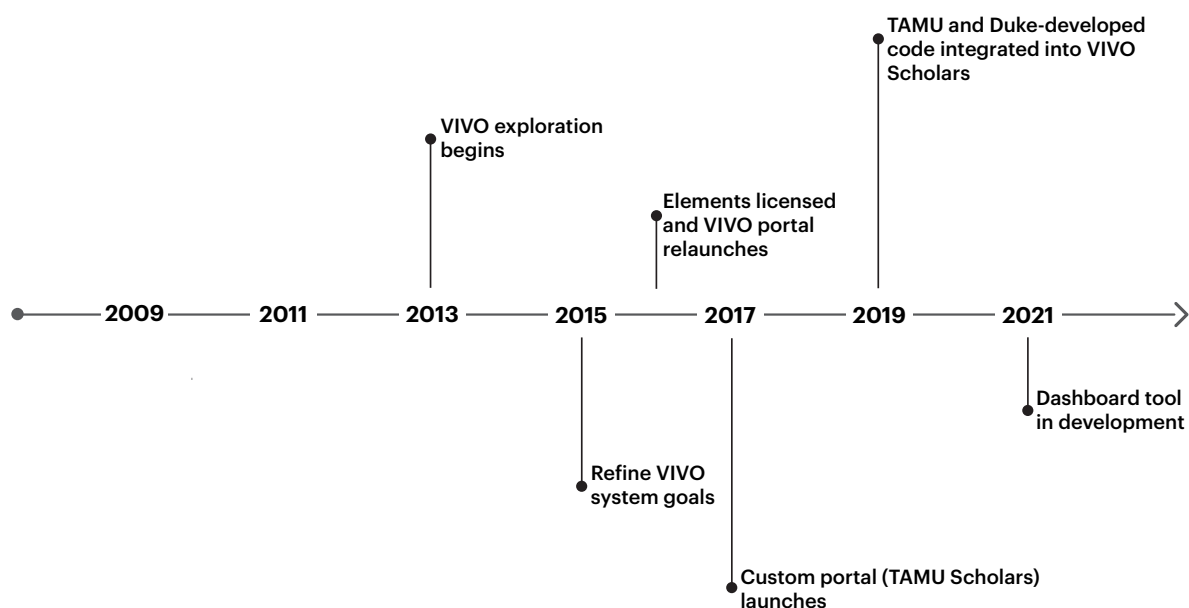 TAMU and Duke-developed
code integrated into VIVO
Scholars
VIVO exploration
begins
Elements licensed
and VIVO portal
relaunches
2009
2011
2013
2015
2017
2019
2021
Dashboard tool
in development
Refine VIVO
system goals
Custom portal (TAMU Scholars)
launches